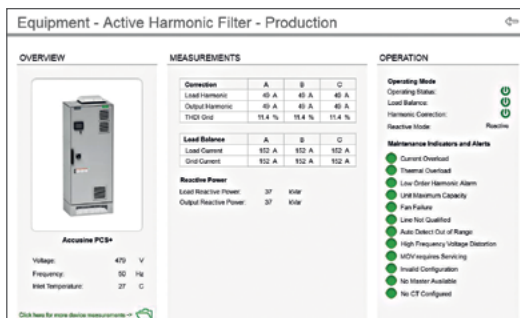 Equipment - Active Harmonic Filter - Production
OVERVIEW
Accusine PCS+
Voltage: 479 V
Frequency: 50 Hz
Inlet Temperature: 27 C
Click here for more device measurements
MEASUREMENTS
Correction A B C
Load Harmonic 49 A 49 A 49 A
Output Harmonic 49 A 49 A 49 A
THDI Grid 11.4 % 11.4 % 11.4 %
Load Balance A B C
Load Current 152 A 152 A 152 A
Grid Current 152 A 152 A 152 A
Reactive Power
Lead Reactive Power: 37 kVar
Output Reactive Power: 37 kVar
OPERATION
Operating Mode
Operating Status:
Load Balance:
Harmonic Correction:
Reactive Mode: Reactive
Maintenance Indicators and Alerts
Current Overload
Thermal Overload
Low Order Harmonic Alarm
Unit Maximum Capacity
Fan Failure
Line Not Qualified
Auto Detect Out of Range
High Frequency Voltage Distortion
MOV requires Servicing
Invalid Configuration
No Master Available
No CT Configured